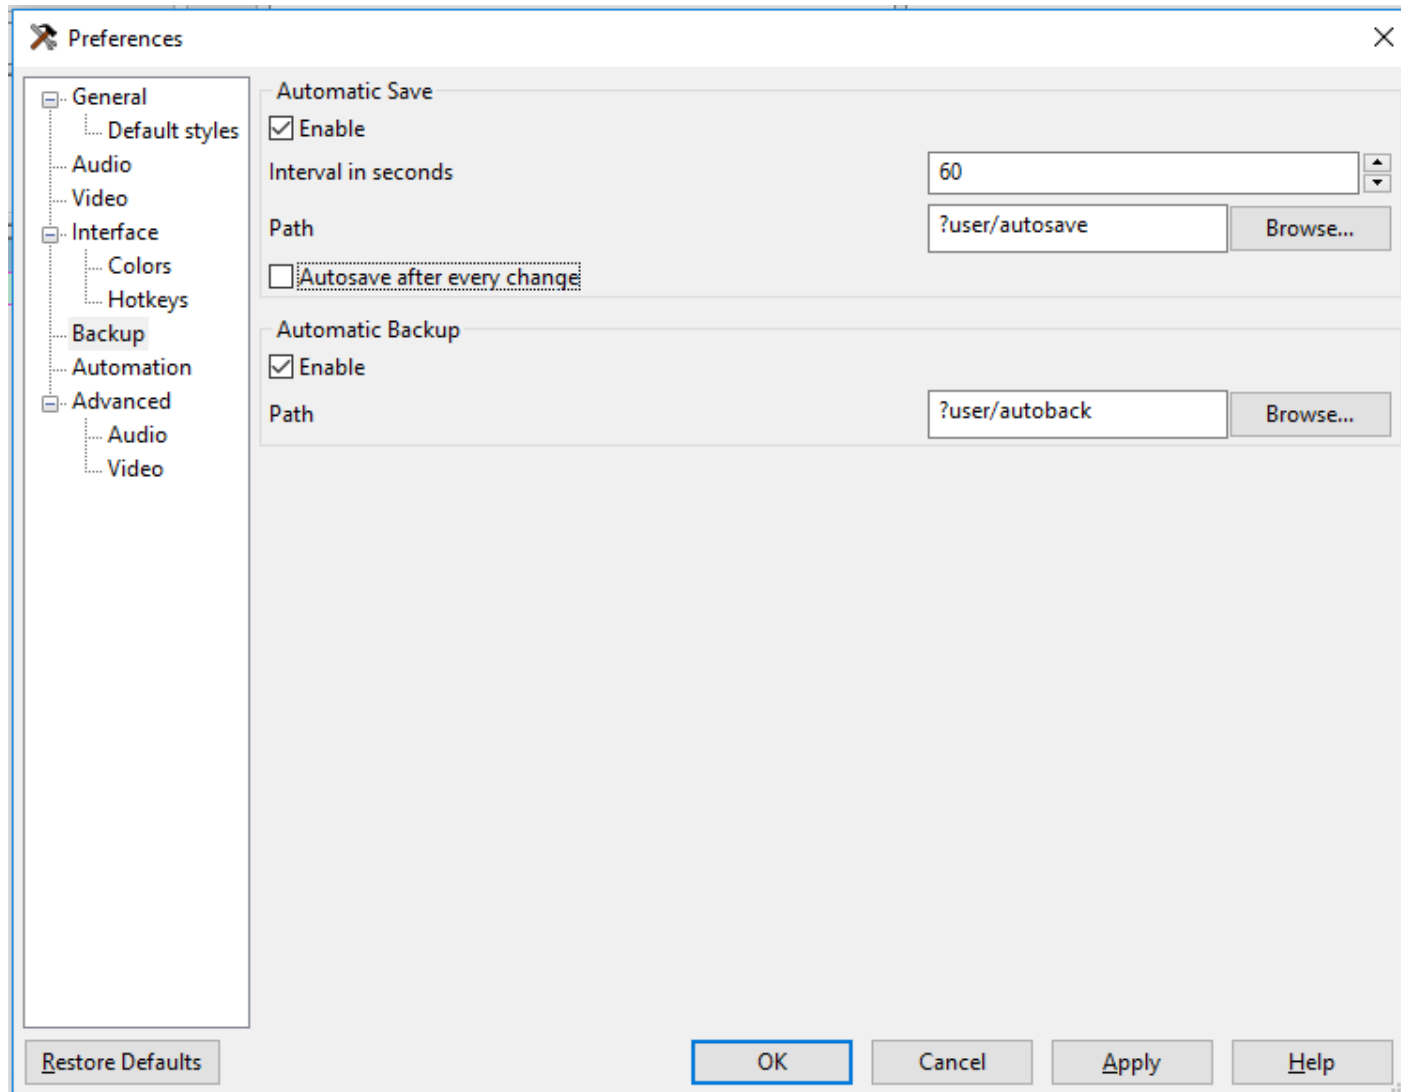 Preferences
General
Default styles
Audio
Video
Interface
Colors
Hotkeys
Backup
Automation
Advanced
Audio
Video
Automatic Save
Enable
Interval in seconds 60
Path ?user/autosave Browse...
Autosave after every change
Automatic Backup
Enable
Path ?user/autoback Browse...
Restore Defaults OK Cancel Apply Help